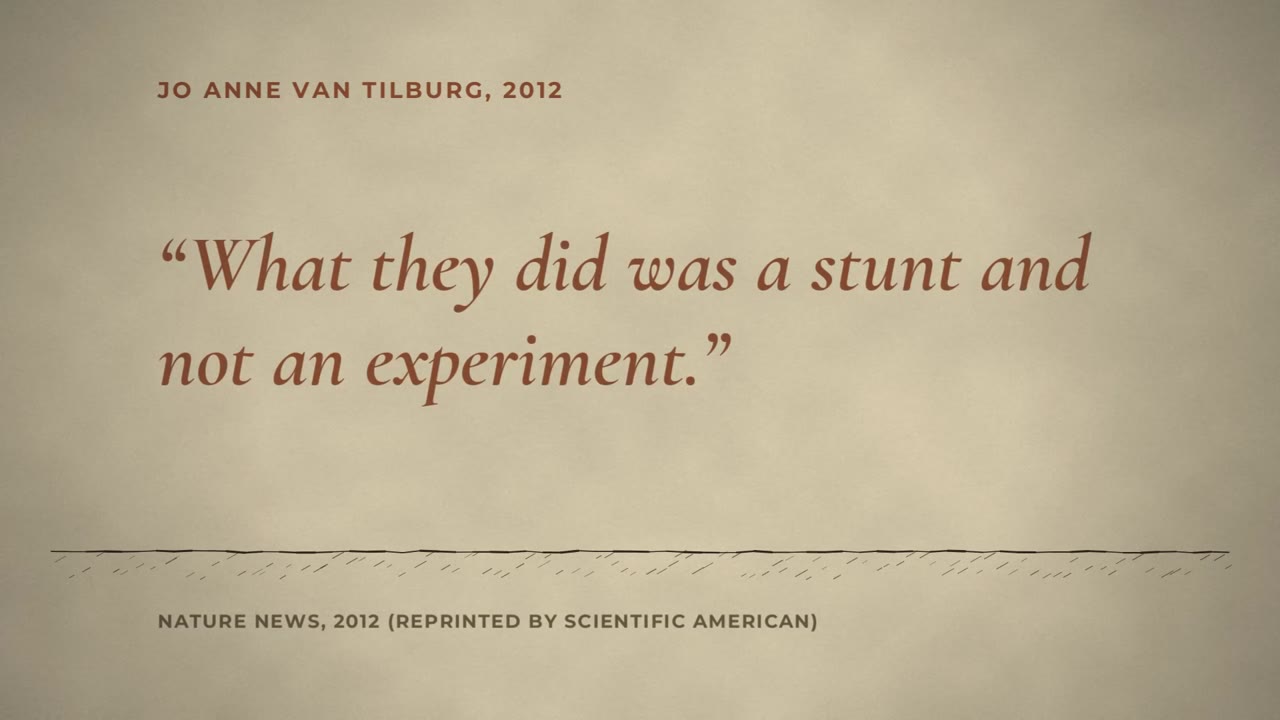 JO ANNE VAN TILBURG, 2012
“What they did was a stunt and
not an experiment.”
NATURE NEWS, 2012 (REPRINTED BY SCIENTIFIC AMERICAN)